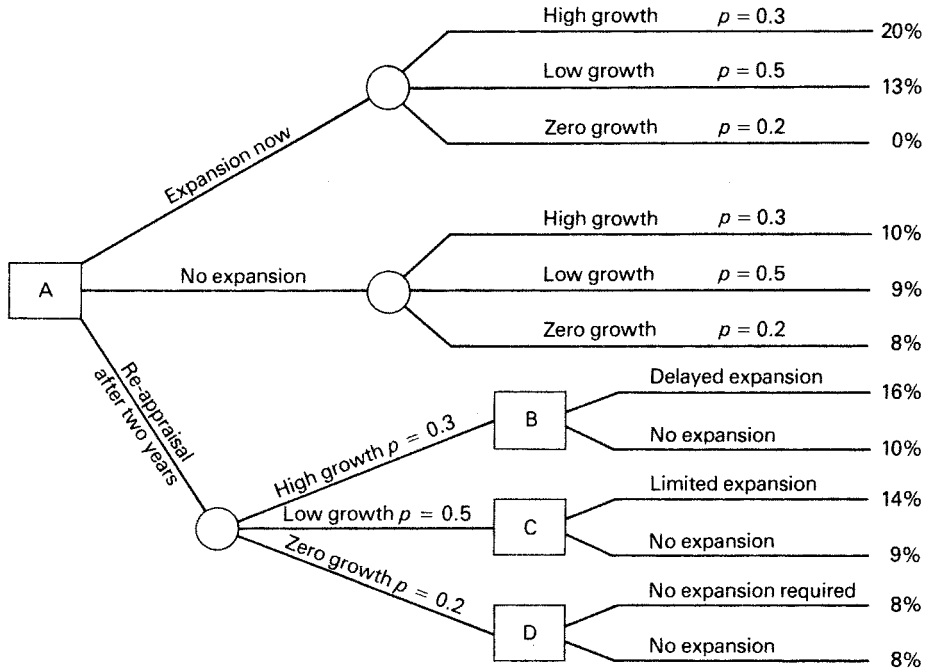 High growth p = 0.3 20%
Low growth p = 0.5 13%
Zero growth p = 0.2 0%
Expansion now
High growth p = 0.3 10%
A
No expansion
Low growth p = 0.5 9%
Zero growth p = 0.2 8%
Re-appraisal
after two years
Delayed expansion 16%
B
No expansion 10%
High growth p = 0.3
Limited expansion 14%
Low growth p = 0.5
C
No expansion 9%
Zero growth p = 0.2
No expansion required 8%
D
No expansion 8%